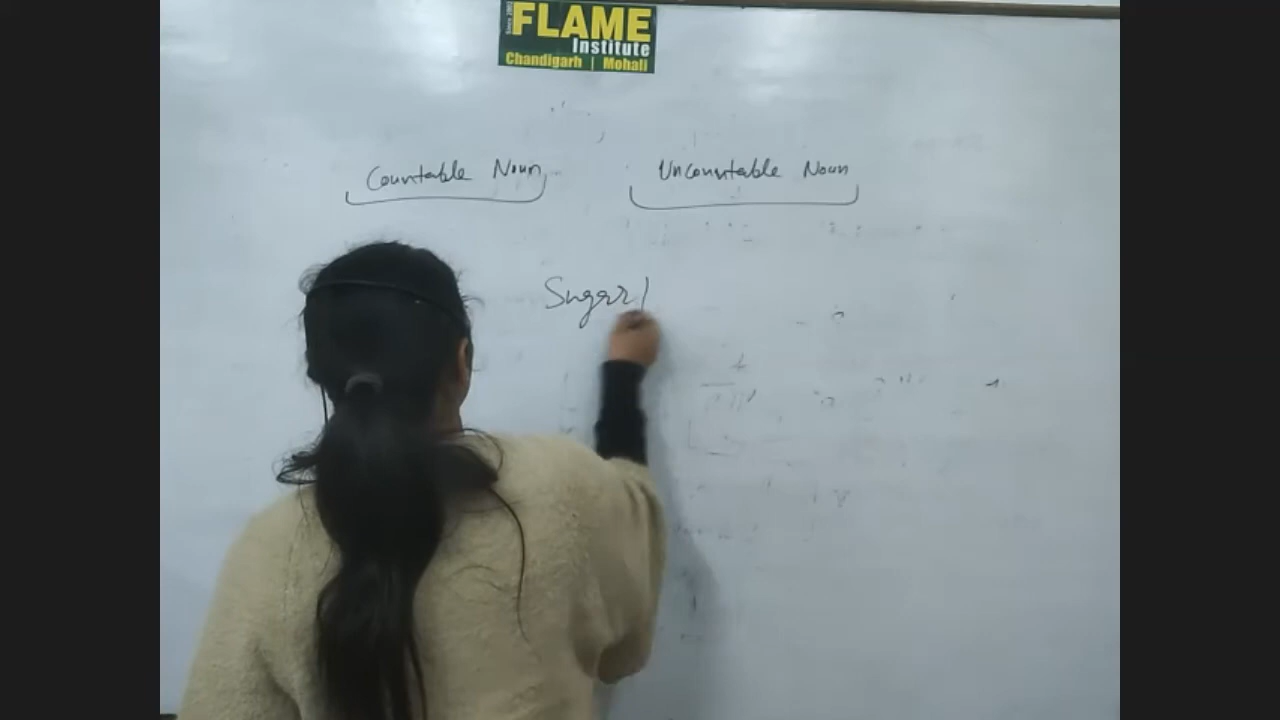 Since 2002
FLAME
Institute
Chandigarh | Mohali
Countable Noun
Uncountable Noun
Sugar /